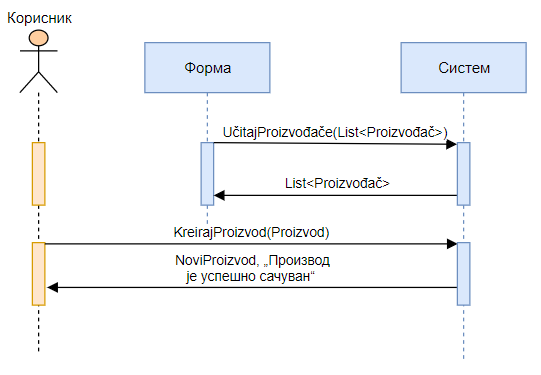 Корисник
Форма
Систем
UčitajProizvođače(List<Proizvođač>)
List<Proizvođač>
KreirajProizvod(Proizvod)
NoviProizvod, „Производ
је успешно сачуван“